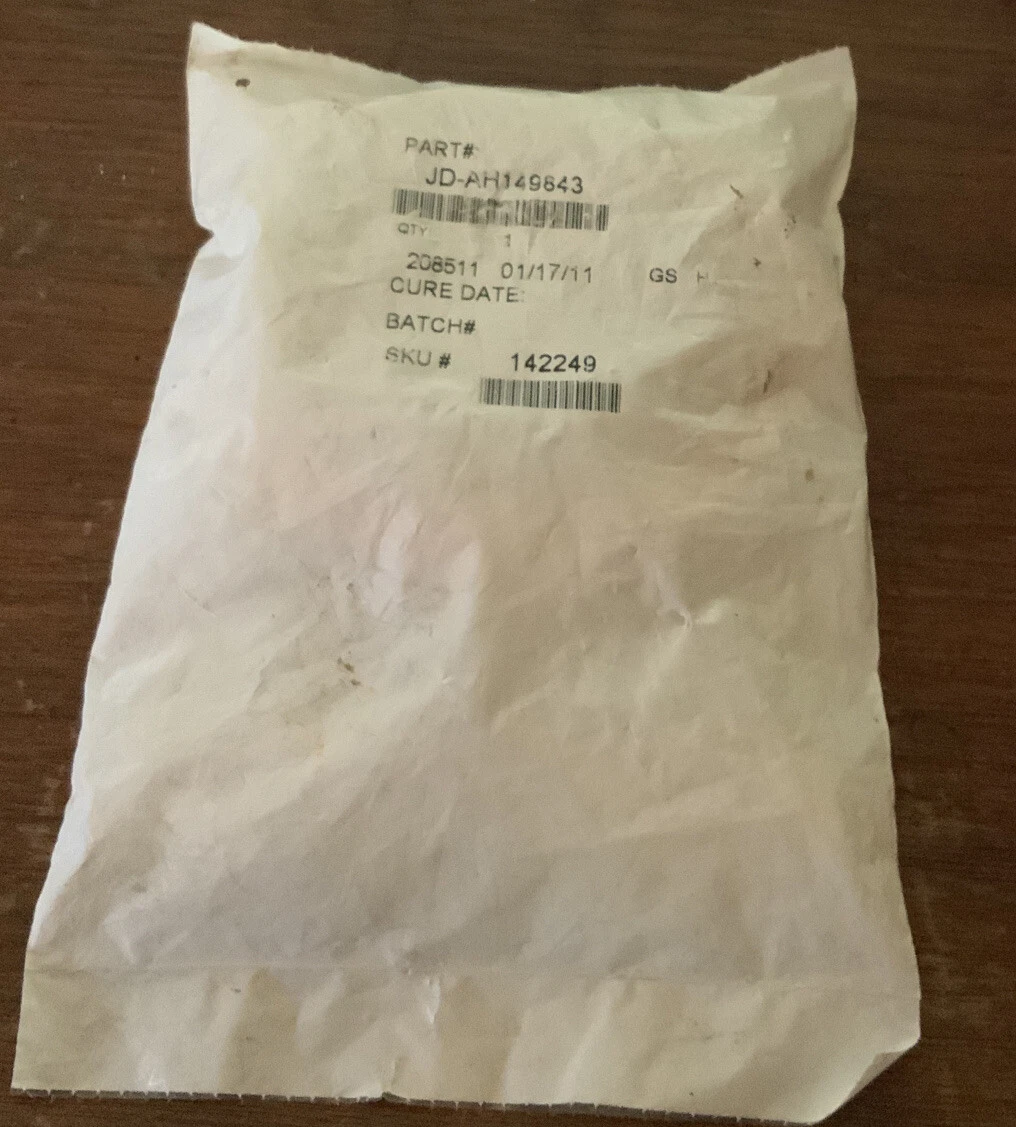 PART#
JD-AH149843
QTY 1
208511 01/17/11 GS
CURE DATE:
BATCH#
SKU # 142249